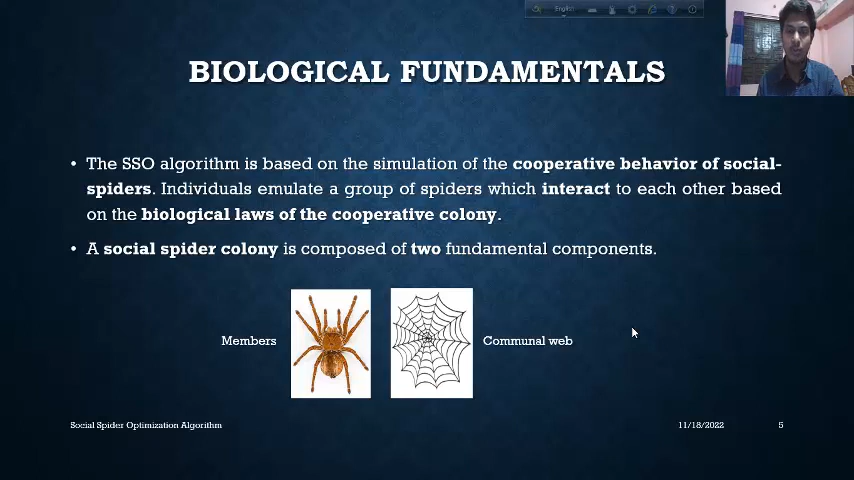 English
BIOLOGICAL FUNDAMENTALS
• The SSO algorithm is based on the simulation of the cooperative behavior of social-
spiders. Individuals emulate a group of spiders which interact to each other based
on the biological laws of the cooperative colony.
• A social spider colony is composed of two fundamental components.
Members
Communal web
Social Spider Optimization Algorithm
11/18/2022
5